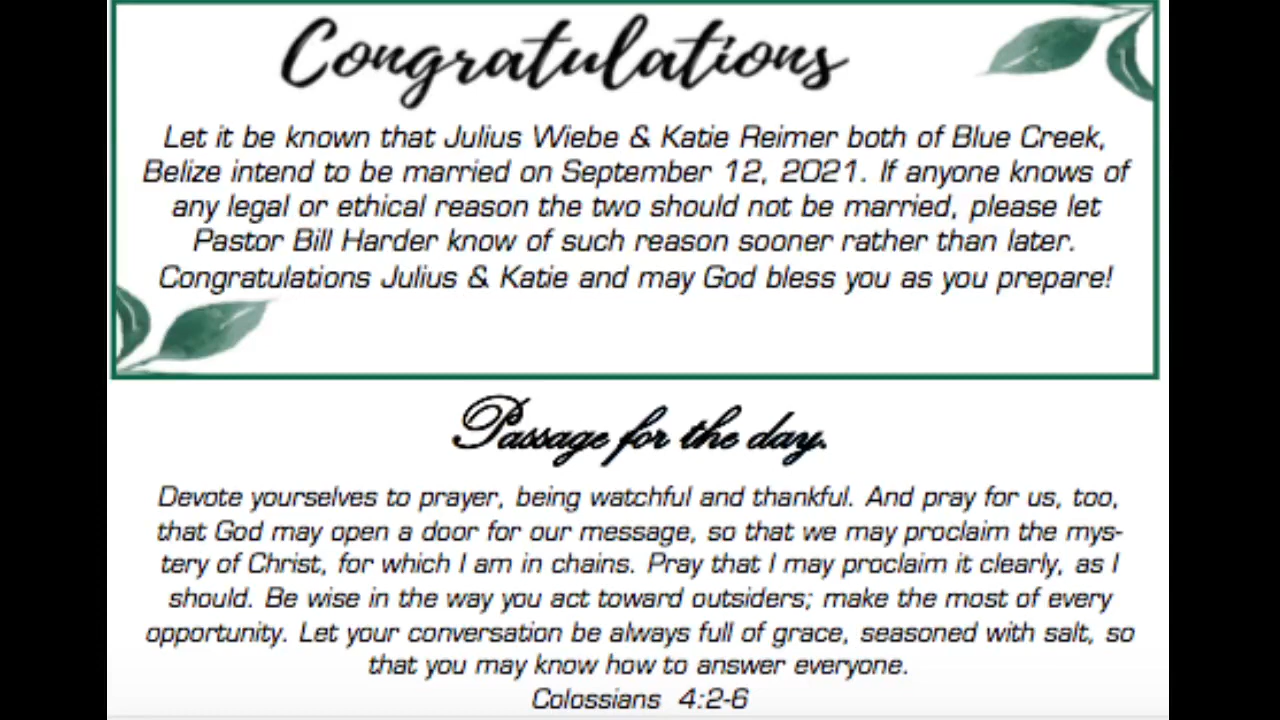 Congratulations
Let it be known that Julius Wiebe & Katie Reimer both of Blue Creek,
Belize intend to be married on September 12, 2021. If anyone knows of
any legal or ethical reason the two should not be married, please let
Pastor Bill Harder know of such reason sooner rather than later.
Congratulations Julius & Katie and may God bless you as you prepare!
Passage for the day.
Devote yourselves to prayer, being watchful and thankful. And pray for us, too,
that God may open a door for our message, so that we may proclaim the mys-
tery of Christ, for which I am in chains. Pray that I may proclaim it clearly, as I
should. Be wise in the way you act toward outsiders; make the most of every
opportunity. Let your conversation be always full of grace, seasoned with salt, so
that you may know how to answer everyone.
Colossians 4:2-6